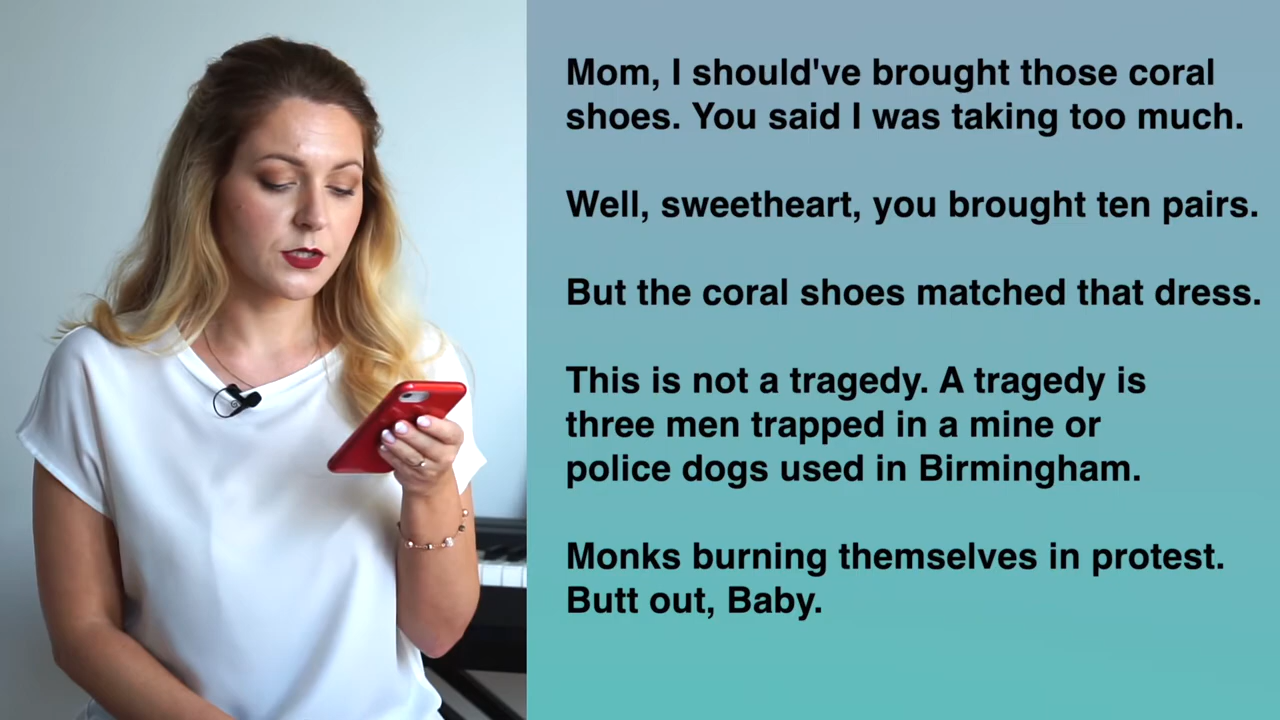 Mom, I should've brought those coral
shoes. You said I was taking too much.
Well, sweetheart, you brought ten pairs.
But the coral shoes matched that dress.
This is not a tragedy. A tragedy is
three men trapped in a mine or
police dogs used in Birmingham.
Monks burning themselves in protest.
Butt out, Baby.